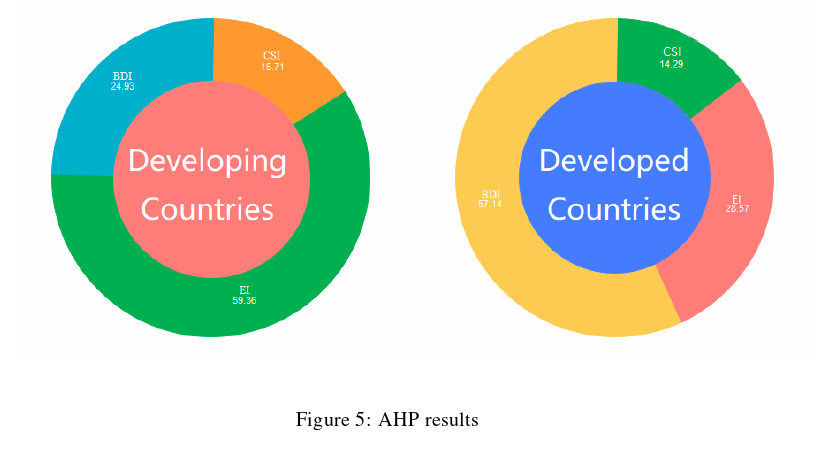 CSI
15.71
BDI
24.93
Developing
Countries
EI
59.36
CSI
14.29
BDI
57.14
Developed
Countries
EI
28.57
Figure 5: AHP results